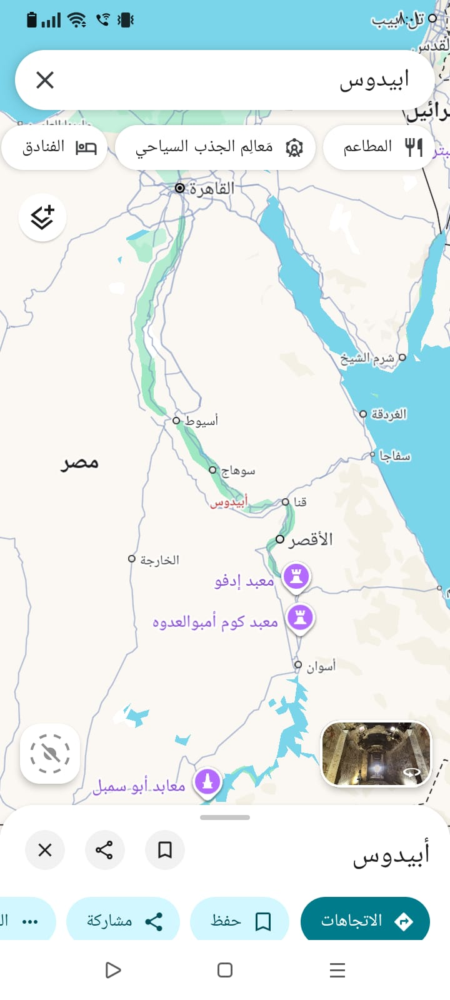 تل أبيب
القدس
ابيدوس
المطاعم
مَعالِم الجذب السياحي
الفنادق
القاهرة
شرم الشيخ
الغردقة
أسيوط
سفاجا
مصر
سوهاج
أبيدوس
قنا
الأقصر
الخارجة
معبد إدفو
معبد كوم أمبوالعدوه
أسوان
معابد أبو سمبل
أبيدوس
الاتجاهات
حفظ
مشاركة